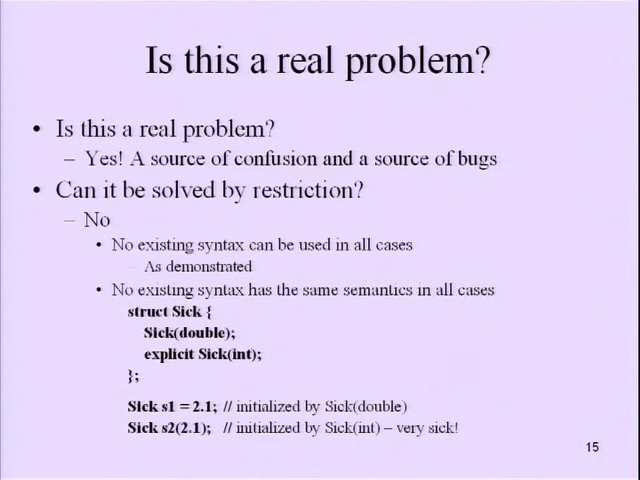 Is this a real problem?
• Is this a real problem?
– Yes! A source of confusion and a source of bugs
• Can it be solved by restriction?
– No
• No existing syntax can be used in all cases
– As demonstrated
• No existing syntax has the same semantics in all cases
struct Sick {
Sick(double);
explicit Sick(int);
};
Sick s1 = 2.1; // initialized by Sick(double)
Sick s2(2.1); // initialized by Sick(int) – very sick!
15